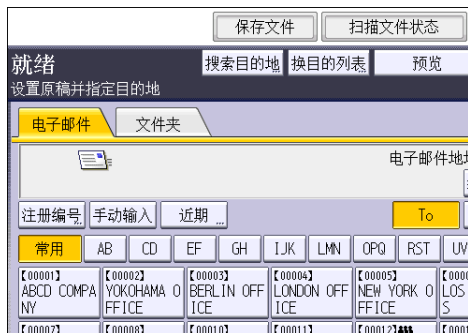 保存文件 扫描文件状态
就绪 搜索目的地 换目的列表 预览
设置原稿并指定目的地
电子邮件 文件夹
电子邮件地址
注册编号 手动输入 近期 To
常用 AB CD EF GH IJK LMN OPQ RST UV
【00001】 【00002】 【00003】 【00004】 【00005】
ABCD COMPA YOKOHAMA O BERLIN OFF LONDON OFF NEW YORK O LOS
NY FFICE ICE ICE FFICE S
【00007】 【00008】 【00010】 【00011】 【00012】